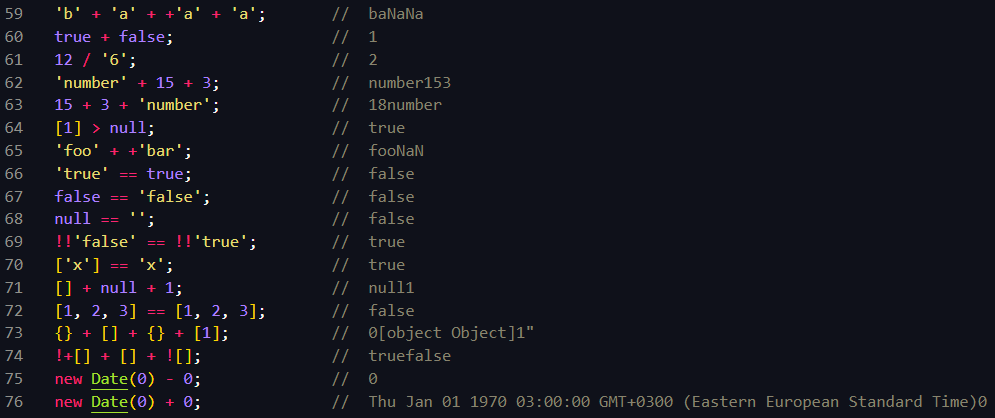 59 'b' + 'a' + +'a' + 'a'; // baNaNa
60 true + false; // 1
61 12 / '6'; // 2
62 'number' + 15 + 3; // number153
63 15 + 3 + 'number'; // 18number
64 [1] > null; // true
65 'foo' + +'bar'; // fooNaN
66 'true' == true; // false
67 false == 'false'; // false
68 null == ''; // false
69 !!'false' == !!'true'; // true
70 ['x'] == 'x'; // true
71 [] + null + 1; // null1
72 [1, 2, 3] == [1, 2, 3]; // false
73 {} + [] + {} + [1]; // 0[object Object]1"
74 !+[] + [] + ![]; // truefalse
75 new Date(0) - 0; // 0
76 new Date(0) + 0; // Thu Jan 01 1970 03:00:00 GMT+0300 (Eastern European Standard Time)0